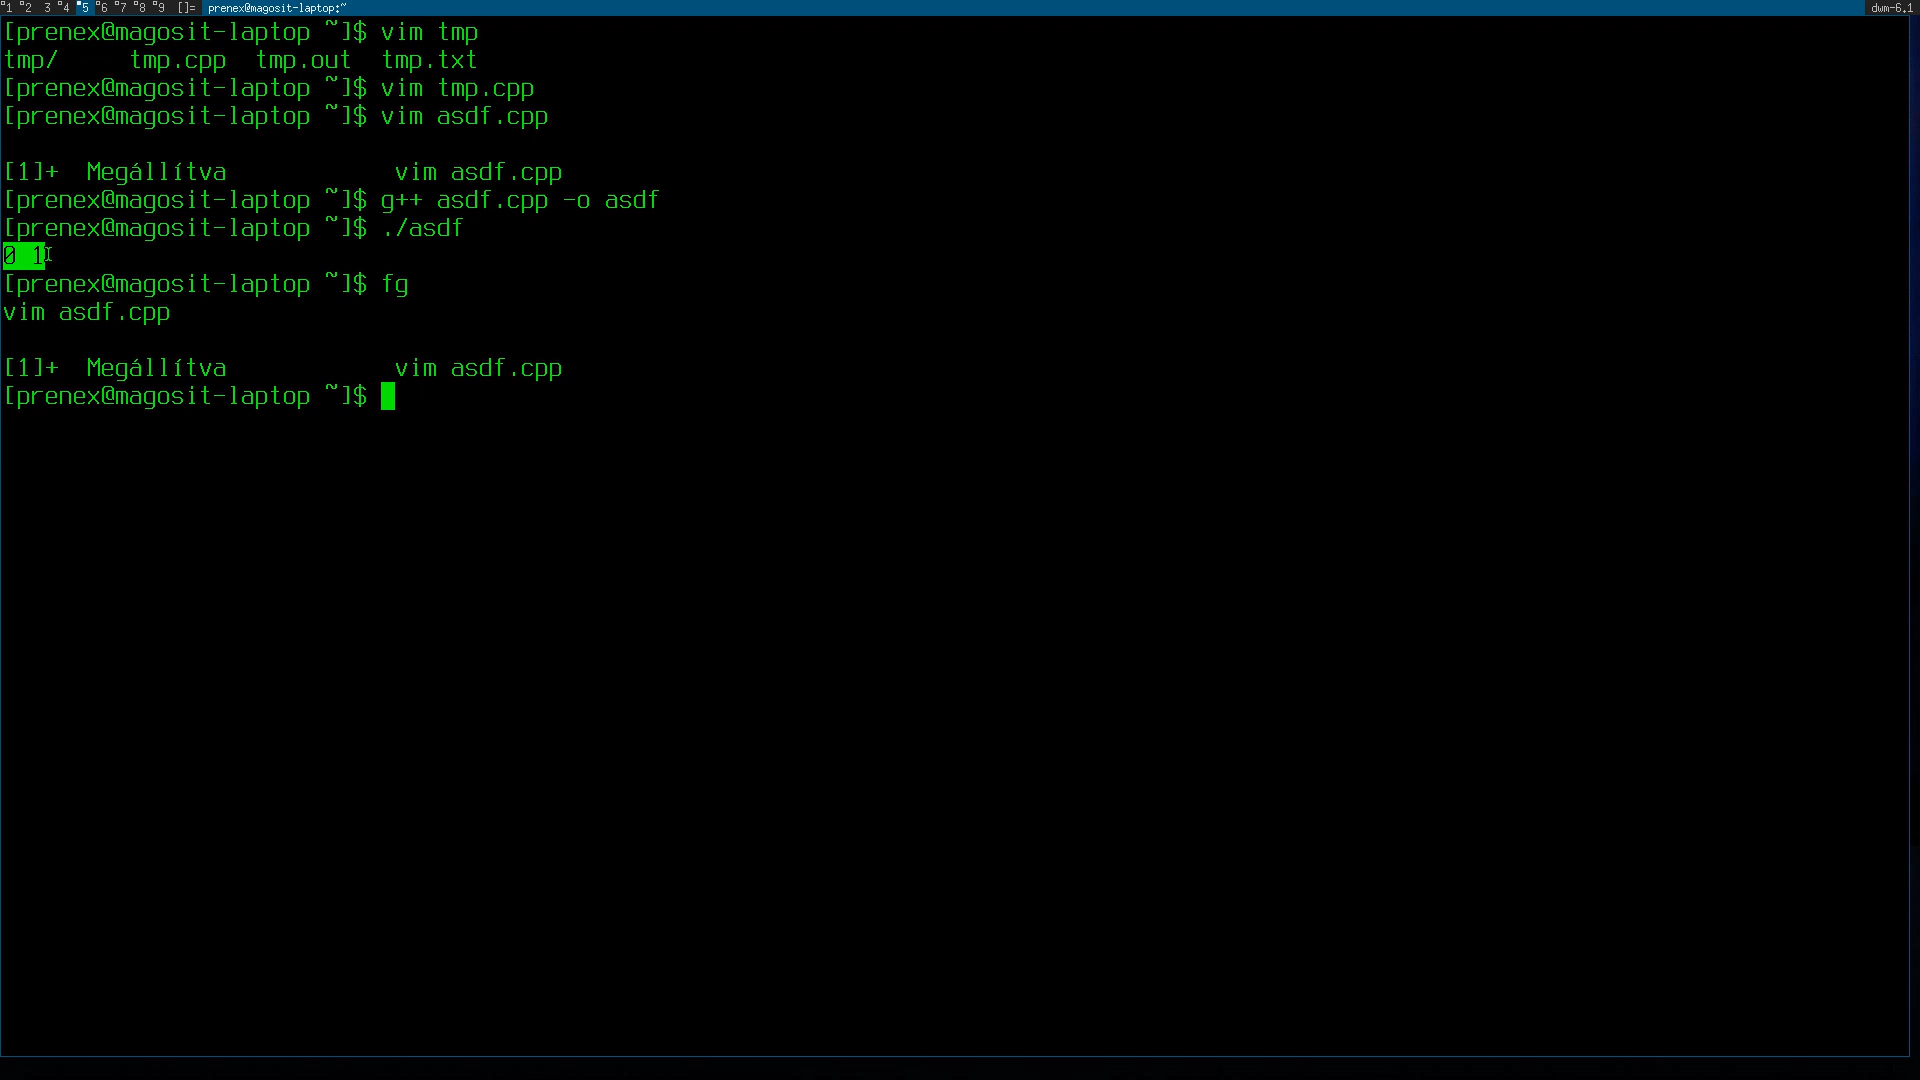 1 2 3 4 5 6 7 8 9 []= prenex@magosit-laptop:~ dwm-6.1
[prenex@magosit-laptop ~]$ vim tmp
tmp/ tmp.cpp tmp.out tmp.txt
[prenex@magosit-laptop ~]$ vim tmp.cpp
[prenex@magosit-laptop ~]$ vim asdf.cpp
[1]+ Megállítva vim asdf.cpp
[prenex@magosit-laptop ~]$ g++ asdf.cpp -o asdf
[prenex@magosit-laptop ~]$ ./asdf
0 1
[prenex@magosit-laptop ~]$ fg
vim asdf.cpp
[1]+ Megállítva vim asdf.cpp
[prenex@magosit-laptop ~]$